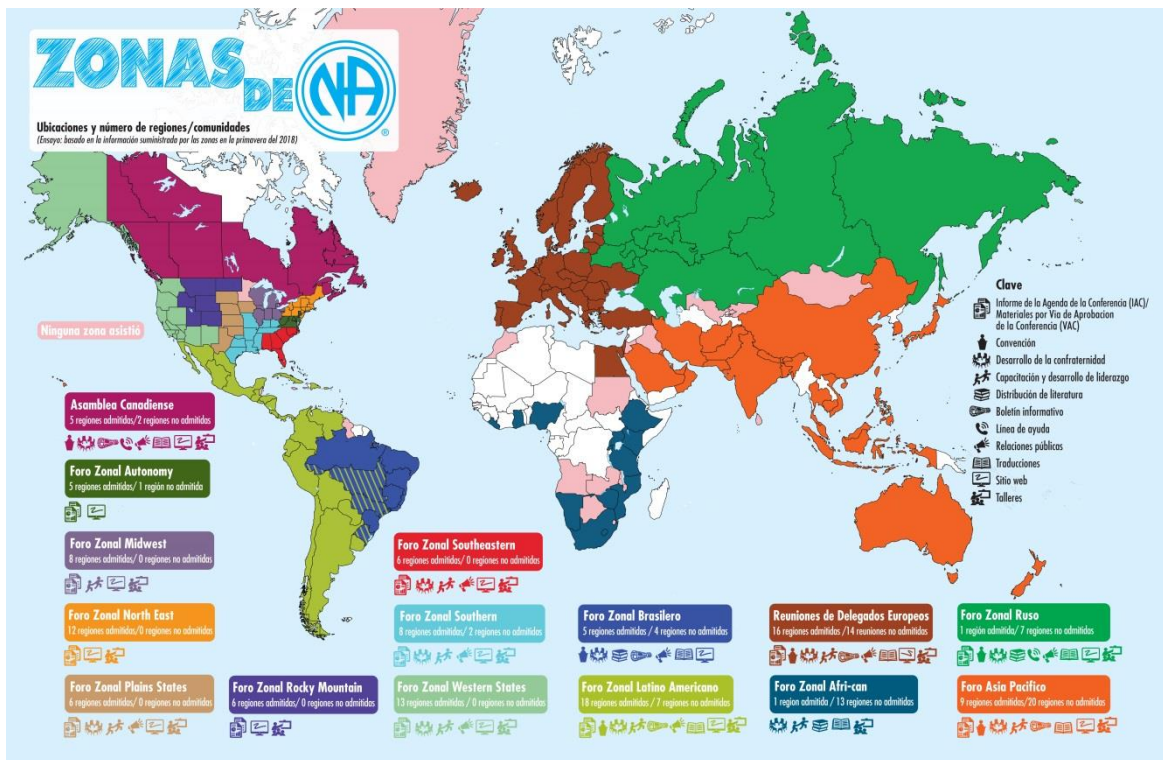 ZONAS
DE
NA
®
Ubicaciones y número de regiones/comunidades
(Ensayo: basado en la información suministrada por las zonas en la primavera del 2018)
Ninguna zona asistió
Clave
Informe de la Agenda de la Conferencia (IAC)/
Materiales por Via de Aprobacion
de la Conferencia (VAC)
Convención
Desarrollo de la confraternidad
Capacitación y desarrollo de liderazgo
Distribución de literatura
Boletín informativo
Línea de ayuda
Relaciones públicas
Traducciones
Sitio web
Talleres
Asamblea Canadiense
5 regiones admitidas/2 regiones no admitidas
Foro Zonal Autonomy
5 regiones admitidas/ 1 región no admitida
Foro Zonal Midwest
8 regiones admitidas/ 0 regiones no admitidas
Foro Zonal Southeastern
6 regiones admitidas/ 0 regiones no admitidas
Foro Zonal North East
12 regiones admitidas/0 regiones no admitidas
Foro Zonal Southern
8 regiones admitidas/ 2 regiones no admitidas
Foro Zonal Brasilero
5 regiones admitidas / 4 regiones no admitidas
Reuniones de Delegados Europeos
16 regiones admitidas /14 reuniones no admitidas
Foro Zonal Ruso
1 región admitida/ 7 regiones no admitidas
Foro Zonal Plains States
6 regiones admitidas/ 0 regiones no admitidas
Foro Zonal Rocky Mountain
6 regiones admitidas/ 0 regiones no admitidas
Foro Zonal Western States
13 regiones admitidas / 0 regiones no admitidas
Foro Zonal Latino Americano
18 regiones admitidas / 7 regiones no admitidas
Foro Zonal Afri-can
1 region admitida / 13 regiones no admitidas
Foro Asia Pacifico
9 regiones admitidas/20 regiones no admitidas